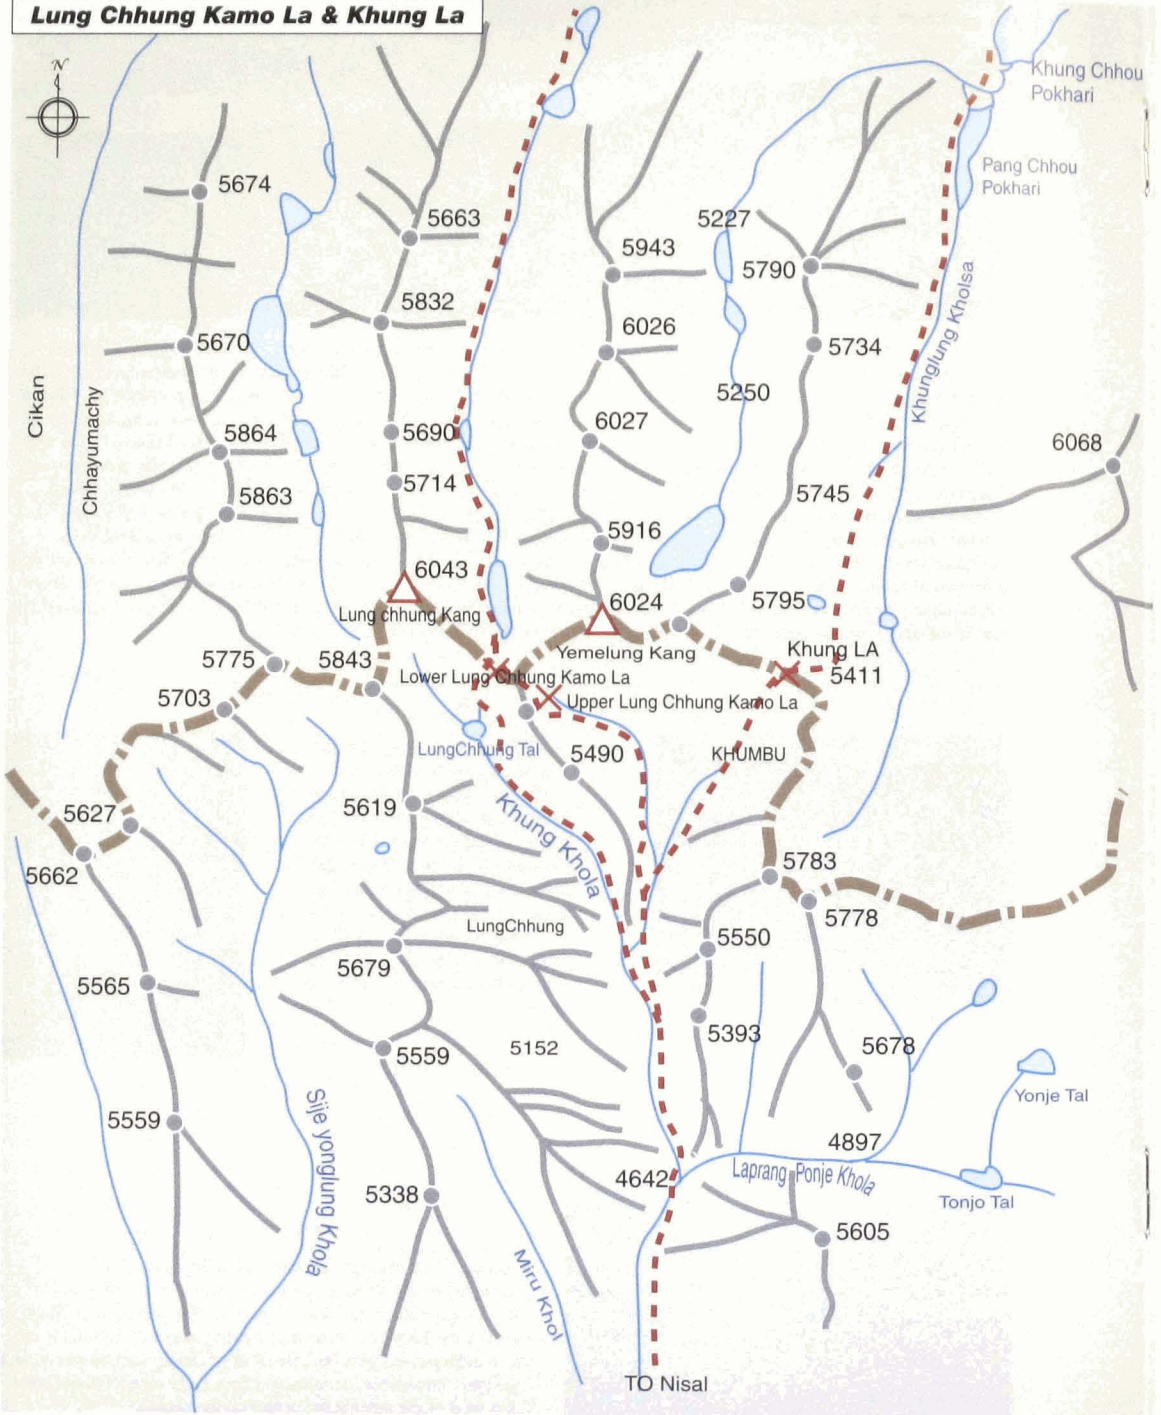 Lung Chhung Kamo La & Khung La
N
Khung Chhou
Pokhari
Pang Chhou
Pokhari
5674
5663
5227
5943
5790
5832
6026
5670
5734
Khunglung Kholsa
5250
Cikan
Chhayumachy
5864
5690
6027
6068
5863
5714
5745
5916
6043
6024
5795
Lung chhung Kang
Yemelung Kang
Khung LA
5411
5775
5843
Lower Lung Chhung Kamo La
5703
Upper Lung Chhung Kamo La
LungChhung Tal
5490
KHUMBU
5627
5619
Khung Khola
5662
5783
5778
LungChhung
5550
5679
5565
5393
5559
5152
5678
Yonje Tal
5559
Sije yonglung Khola
4897
4642
Laprang Ponje Khola
5338
Tonjo Tal
5605
Miru Khol
TO Nisal